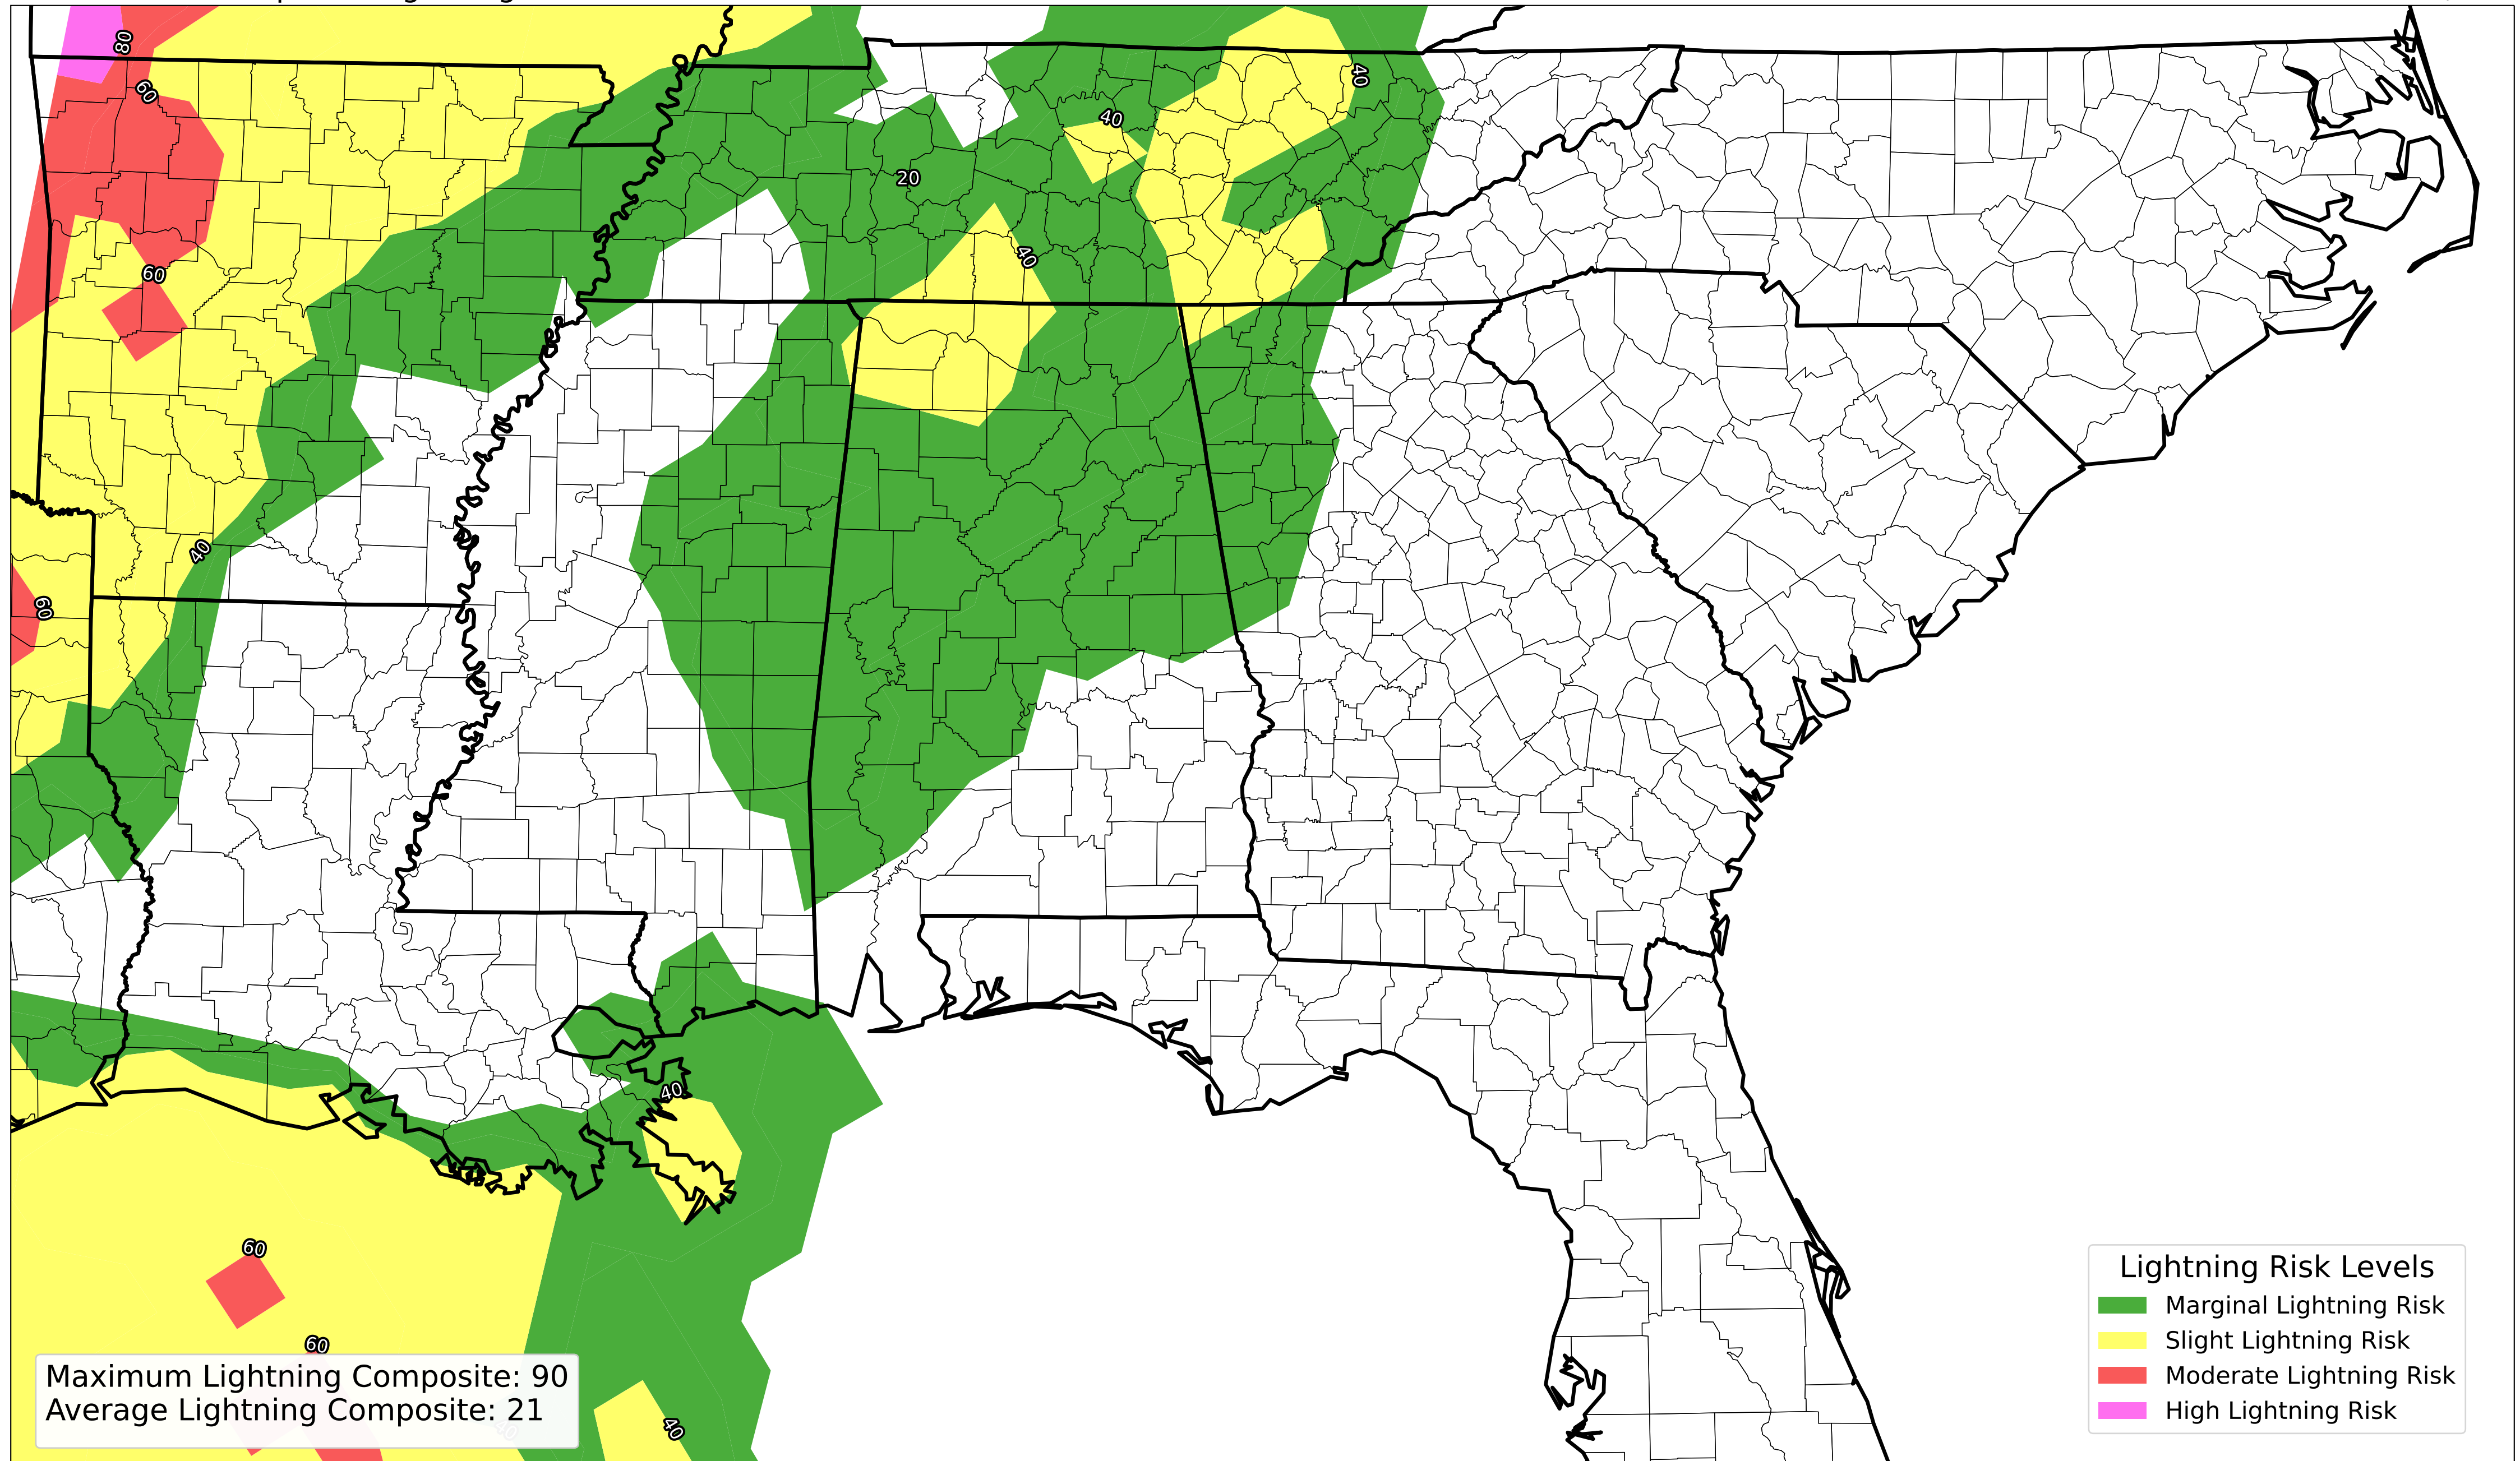 80
60
40
40
20
40
60
40
60
40
60
60
40
Maximum Lightning Composite: 90
Average Lightning Composite: 21
40
Lightning Risk Levels
Marginal Lightning Risk
Slight Lightning Risk
Moderate Lightning Risk
High Lightning Risk